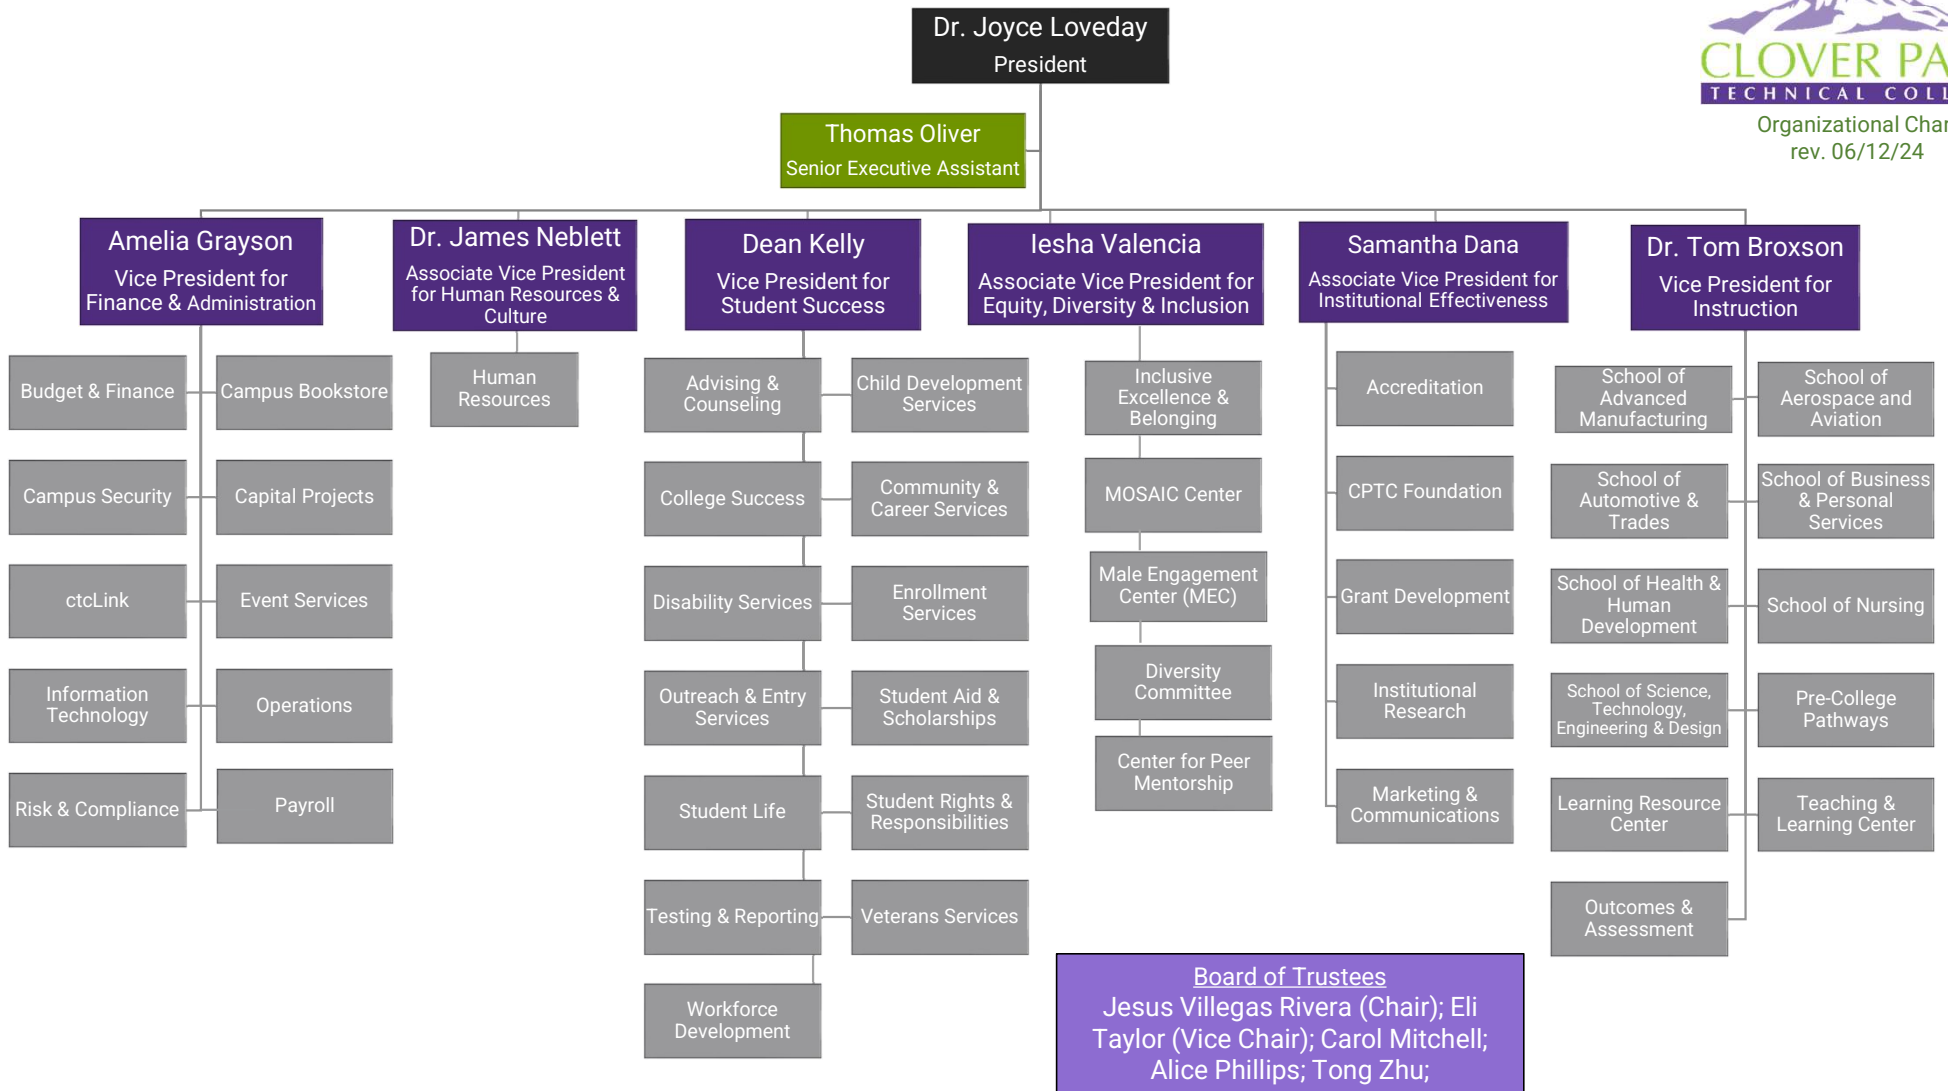 Dr. Joyce Loveday
President
CLOVER PA
TECHNICAL COLL
Organizational Char
rev. 06/12/24
Thomas Oliver
Senior Executive Assistant
Amelia Grayson
Vice President for
Finance & Administration
Dr. James Neblett
Associate Vice President
for Human Resources &
Culture
Dean Kelly
Vice President for
Student Success
Iesha Valencia
Associate Vice President for
Equity, Diversity & Inclusion
Samantha Dana
Associate Vice President for
Institutional Effectiveness
Dr. Tom Broxson
Vice President for
Instruction
Budget & Finance
Campus Bookstore
Campus Security
Capital Projects
ctcLink
Event Services
Information
Technology
Operations
Risk & Compliance
Payroll
Human
Resources
Advising &
Counseling
Child Development
Services
College Success
Community &
Career Services
Disability Services
Enrollment
Services
Outreach & Entry
Services
Student Aid &
Scholarships
Student Life
Student Rights &
Responsibilities
Testing & Reporting
Veterans Services
Workforce
Development
Inclusive
Excellence &
Belonging
MOSAIC Center
Male Engagement
Center (MEC)
Diversity
Committee
Center for Peer
Mentorship
Accreditation
CPTC Foundation
Grant Development
Institutional
Research
Marketing &
Communications
School of
Advanced
Manufacturing
School of
Aerospace and
Aviation
School of
Automotive &
Trades
School of Business
& Personal
Services
School of Health &
Human
Development
School of Nursing
School of Science,
Technology,
Engineering & Design
Pre-College
Pathways
Learning Resource
Center
Teaching &
Learning Center
Outcomes &
Assessment
Board of Trustees
Jesus Villegas Rivera (Chair); Eli
Taylor (Vice Chair); Carol Mitchell;
Alice Phillips; Tong Zhu;